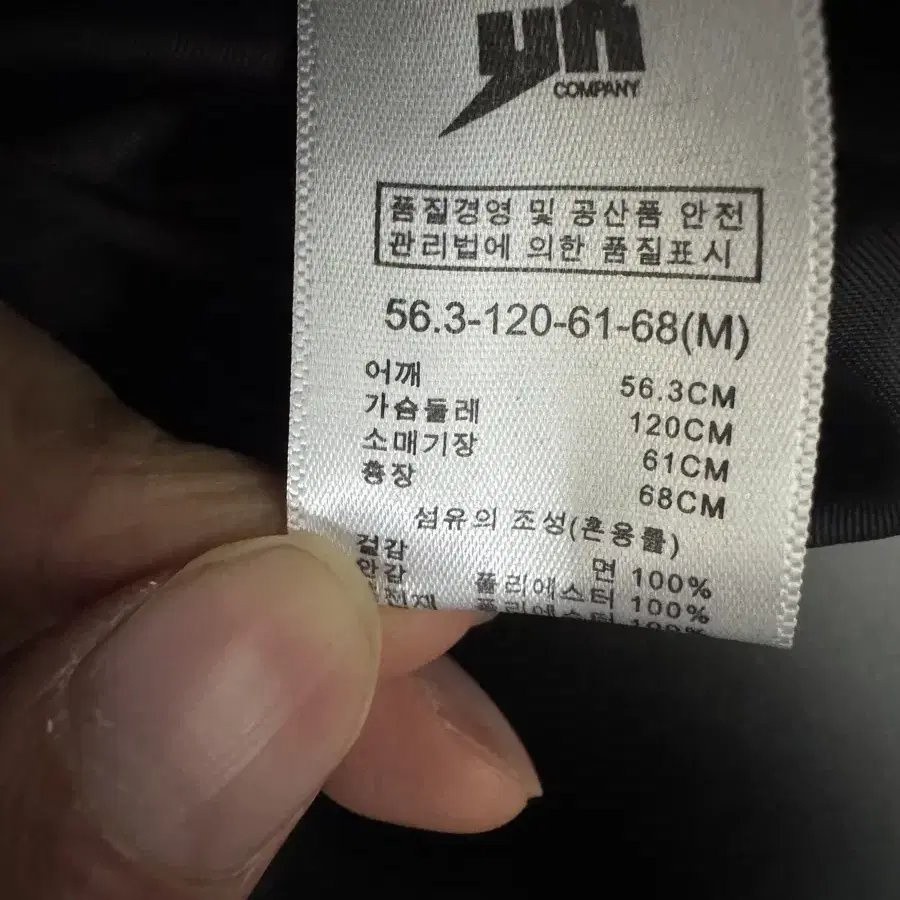 yn
COMPANY
품질경영 및 공산품 안전
관리법에 의한 품질표시
56.3-120-61-68(M)
어깨 56.3CM
가슴둘레 120CM
소매기장 61CM
총장 68CM
섬유의 조성(혼용률)
겉감 면 100%
안감 폴리에스터 100%
폴리에스터 100%